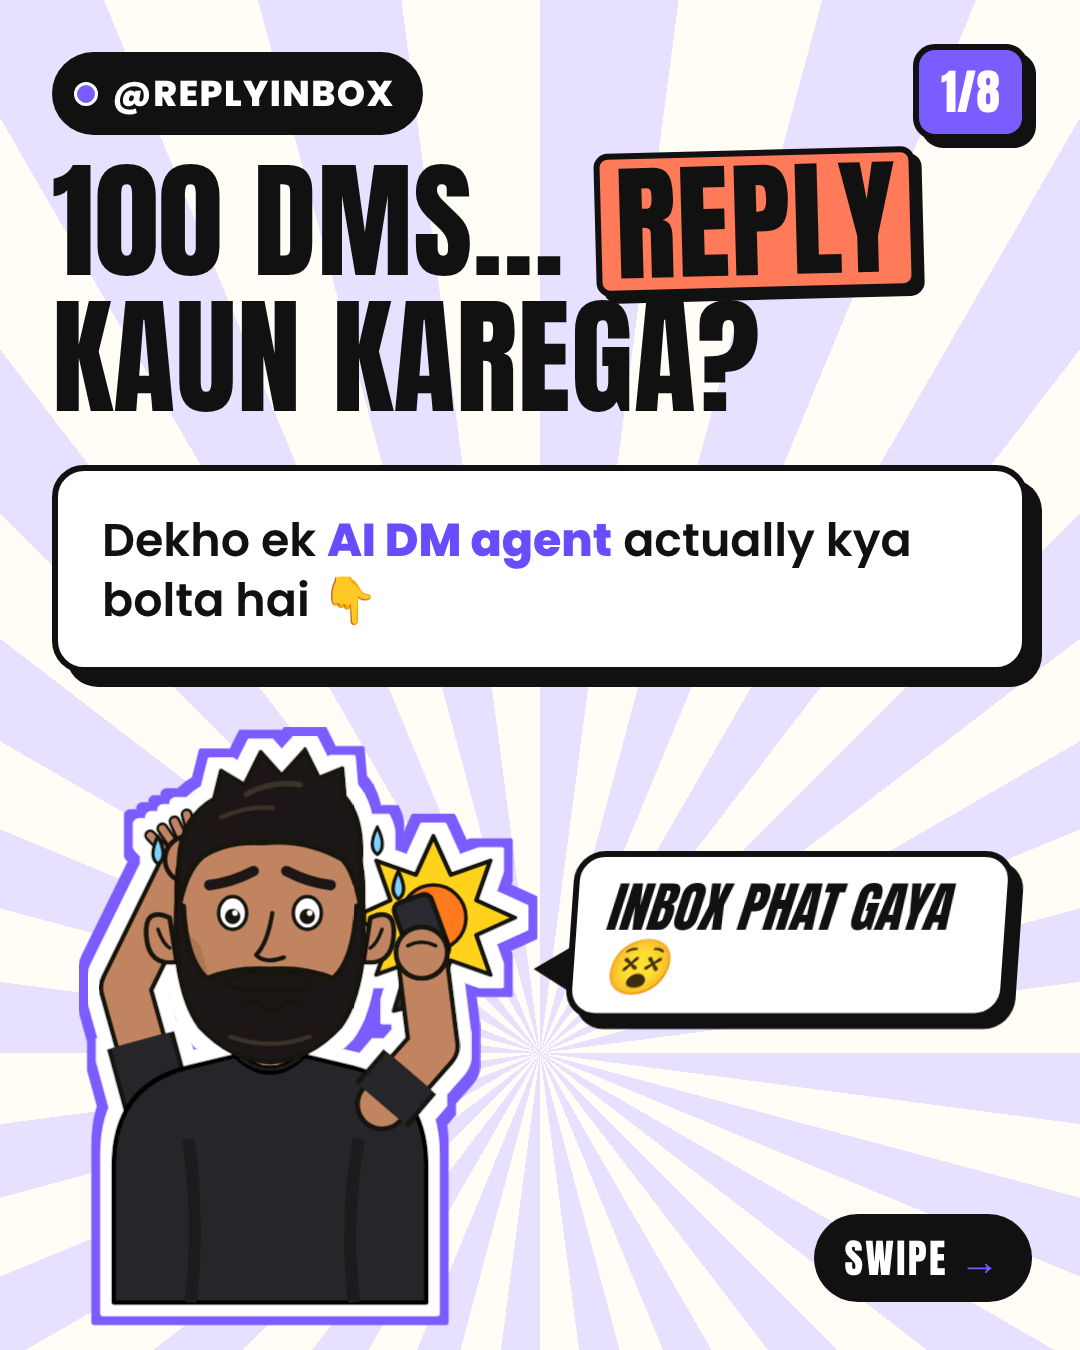 @REPLYINBOX
1/8
100 DMS... REPLY
KAUN KAREGA?
Dekho ek AI DM agent actually kya
bolta hai 👇
INBOX PHAT GAYA
😵
SWIPE →